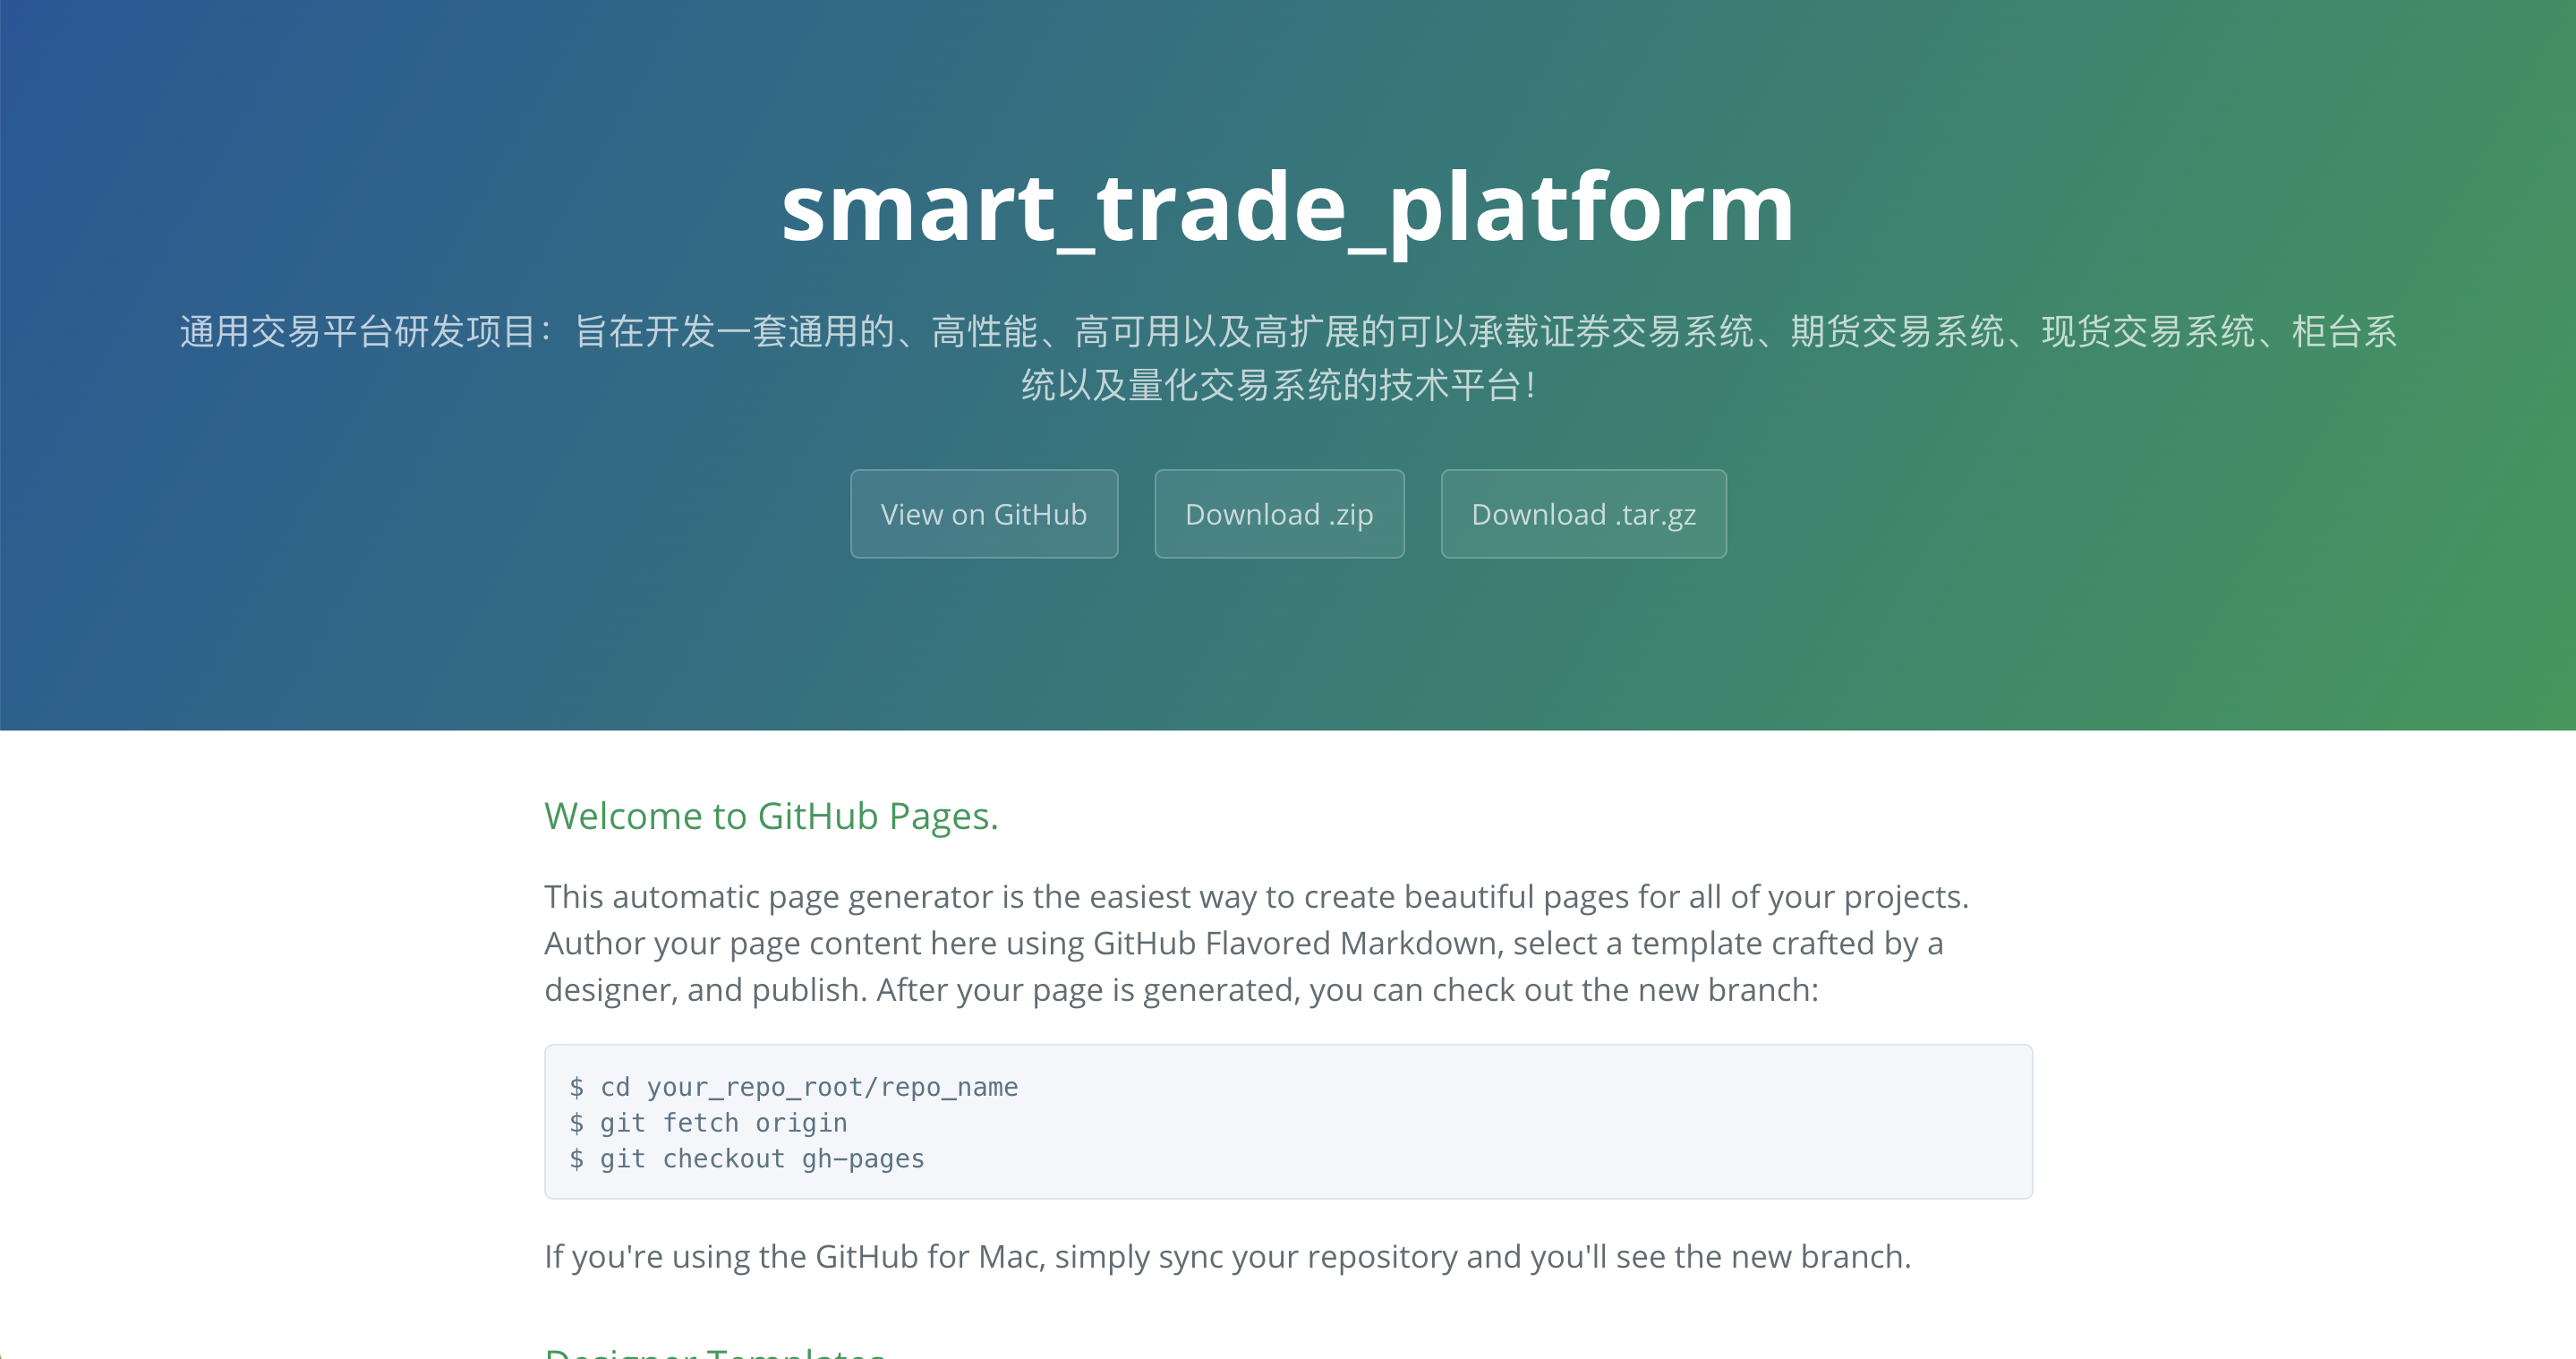 smart_trade_platform
通用交易平台研发项目：旨在开发一套通用的、高性能、高可用以及高扩展的可以承载证券交易系统、期货交易系统、现货交易系统、柜台系
统以及量化交易系统的技术平台！
View on GitHub
Download .zip
Download .tar.gz
Welcome to GitHub Pages.
This automatic page generator is the easiest way to create beautiful pages for all of your projects.
Author your page content here using GitHub Flavored Markdown, select a template crafted by a
designer, and publish. After your page is generated, you can check out the new branch:
$ cd your_repo_root/repo_name
$ git fetch origin
$ git checkout gh-pages
If you're using the GitHub for Mac, simply sync your repository and you'll see the new branch.
Designer Templates